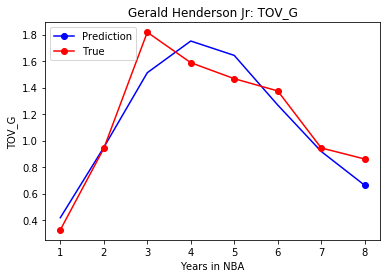 Gerald Henderson Jr: TOV_G
Prediction
True
TOV_G
1.8
1.6
1.4
1.2
1.0
0.8
0.6
0.4
1 2 3 4 5 6 7 8
Years in NBA